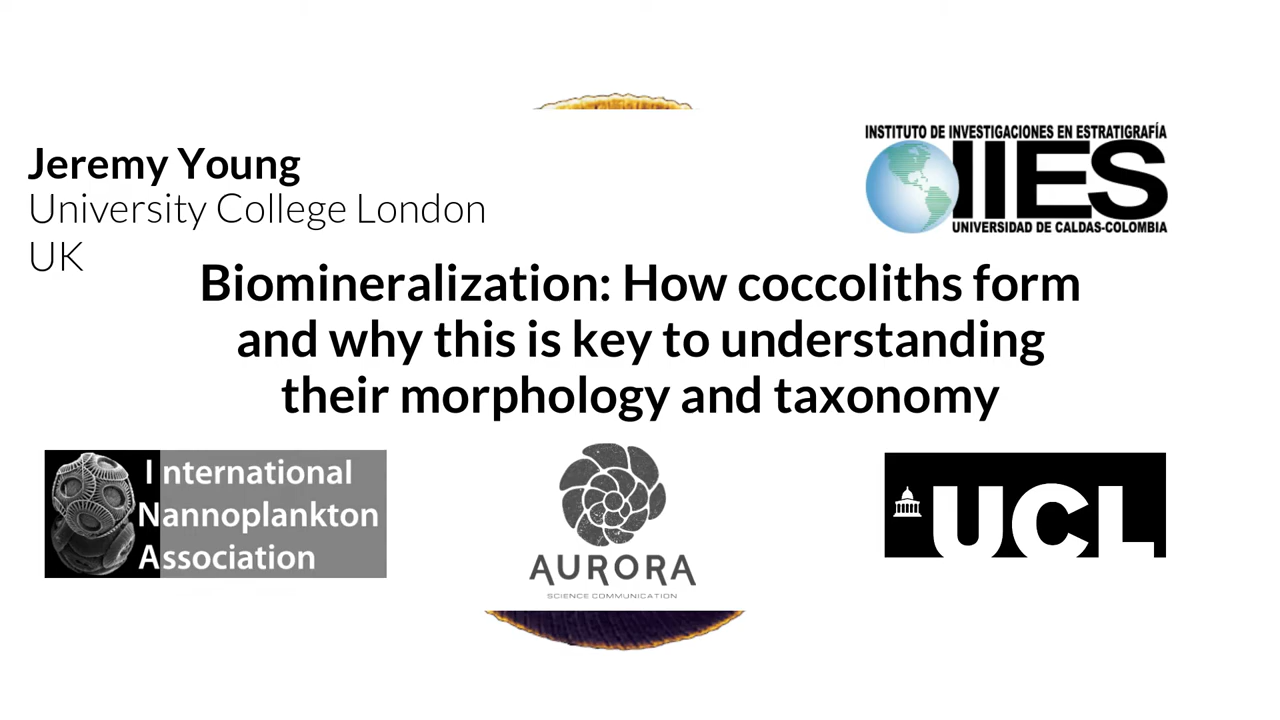 Jeremy Young
University College London
UK
INSTITUTO DE INVESTIGACIONES EN ESTRATIGRAFÍA
IIES
UNIVERSIDAD DE CALDAS-COLOMBIA
Biomineralization: How coccoliths form
and why this is key to understanding
their morphology and taxonomy
International
Nannoplankton
Association
AURORA
SCIENCE COMMUNICATION
UCL